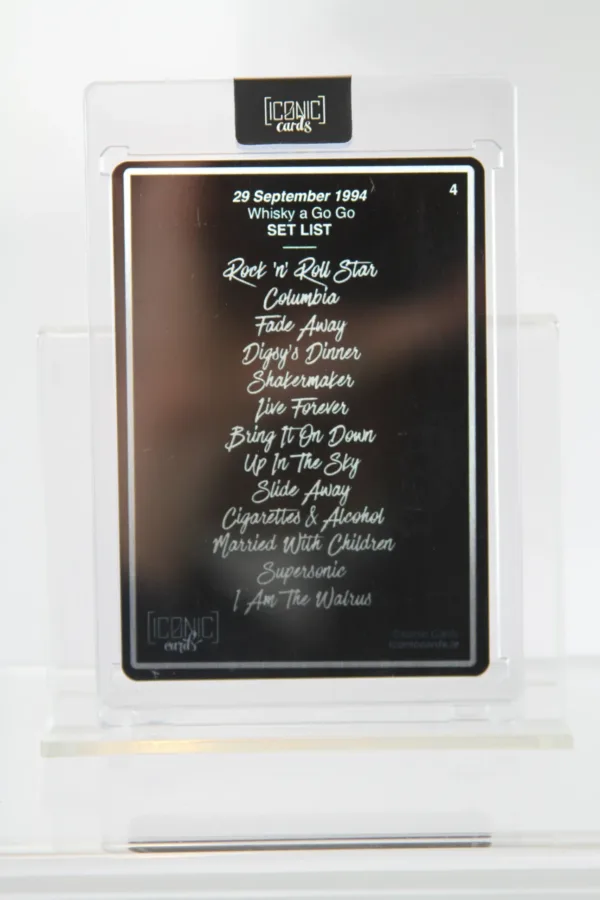 [ICONIC]
cards
29 September 1994
4
Whisky a Go Go
SET LIST
Rock 'n' Roll Star
Columbia
Fade Away
Digsy's Dinner
Shakermaker
Live Forever
Bring It On Down
Up In The Sky
Slide Away
Cigarettes & Alcohol
Married With Children
Supersonic
I Am The Walrus
[ICONIC]
cards